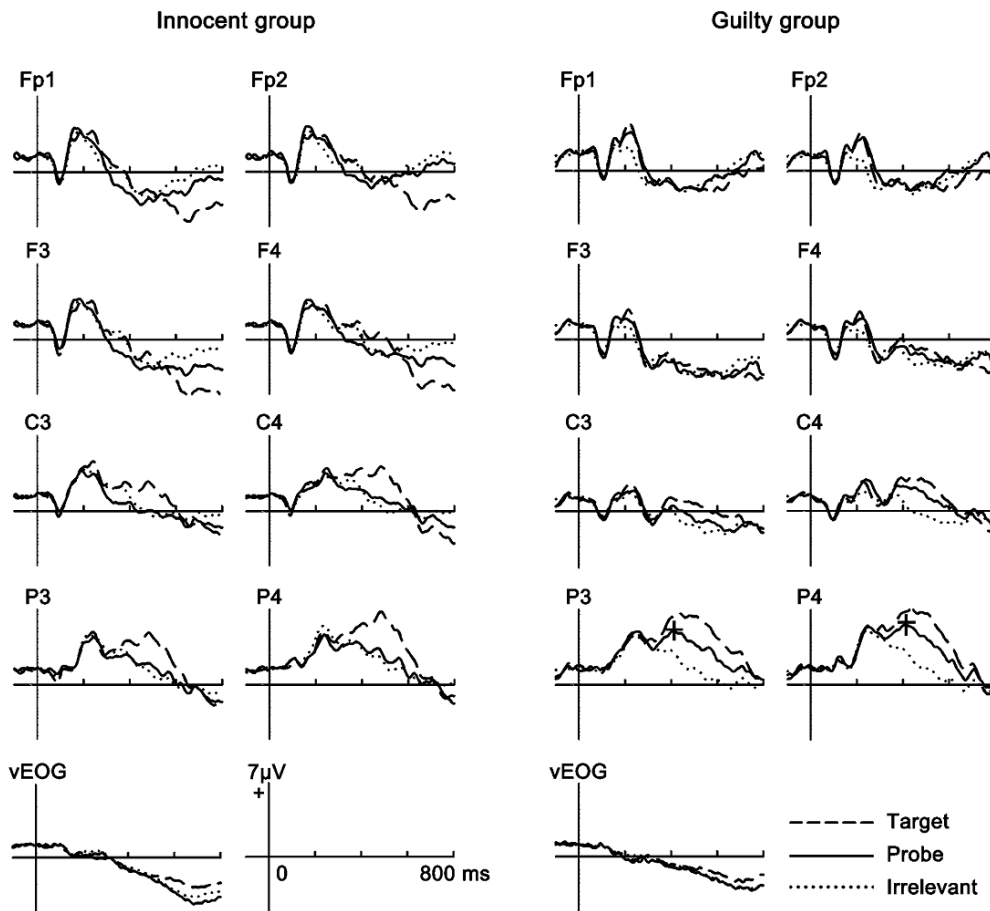 Innocent group
Guilty group
Fp1
Fp2
Fp1
Fp2
F3
F4
F3
F4
C3
C4
C3
C4
P3
P4
P3
P4
vEOG
7µV
+
0
800 ms
vEOG
Target
Probe
Irrelevant